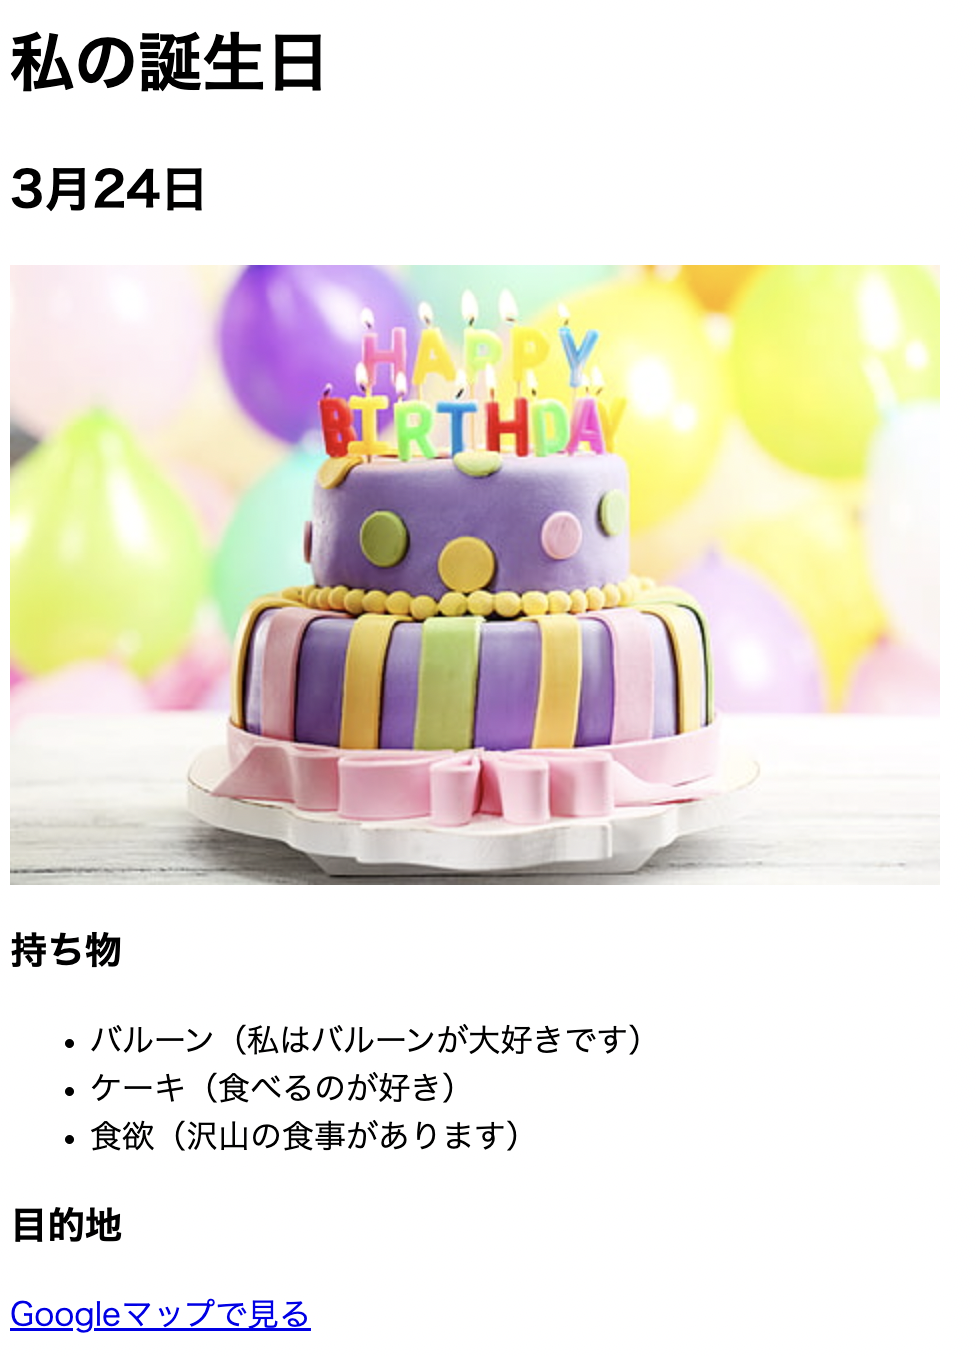 私の誕生日
3月24日
HAPPY
BIRTHDAY
持ち物
• バルーン（私はバルーンが大好きです）
• ケーキ（食べるのが好き）
• 食欲（沢山の食事があります）
目的地
Googleマップで見る